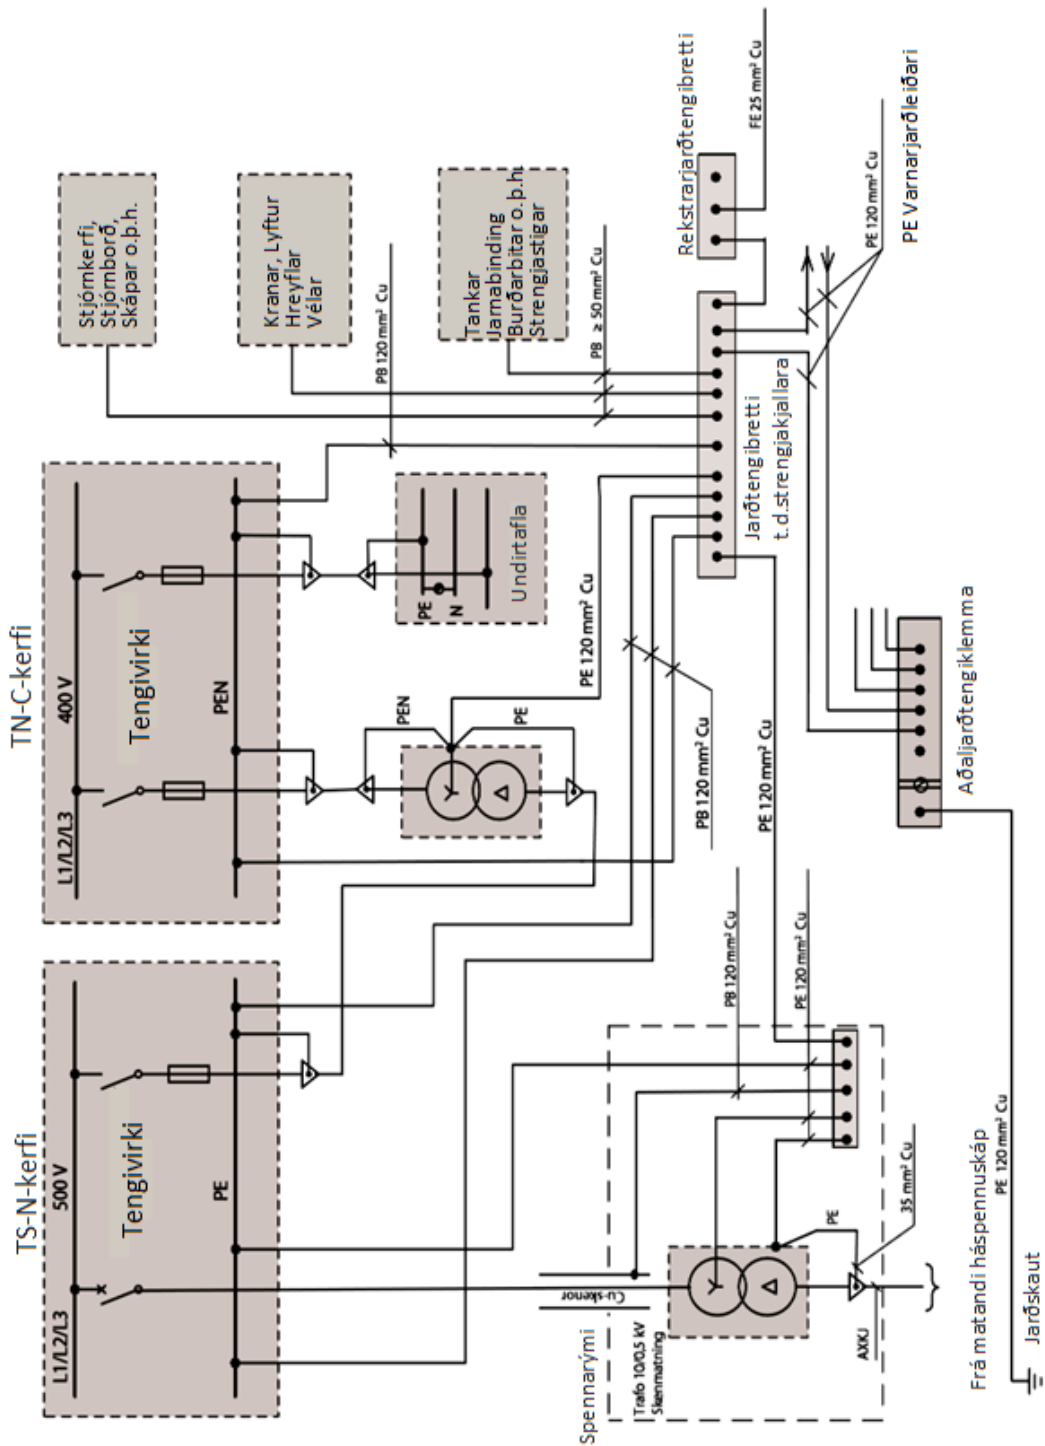 TS-N-kerfi
500 V
L1/L2/L3
Tengivirki
PE
TN-C-kerfi
400 V
L1/L2/L3
Tengivirki
PEN
Stjórnkerfi,
Stjórnborð,
Skápar o.þ.h.
Kranar, Lyftur
Hreyflar
Vélar
Tankar
Jarnabinding
Burðarbitar o.þ.h.
Strengjastigar
PB 120 mm² Cu
PB ≥ 50 mm² Cu
PE
N
Undirtafla
PEN
PE
PE 120 mm² Cu
PB 120 mm² Cu
PE 120 mm² Cu
Rekstrarjarðtengibretti
FE 25 mm² Cu
PE 120 mm² Cu
PE Varnarjarðleiðari
Jarðtengibretti
t.d.strengjakjallara
Aðaljarðtengiklemma
Spennarými
Trafo 10/0,5 kV
Skenmatning
Cu-skenor
PB 120 mm² Cu
PE 120 mm² Cu
PE
35 mm² Cu
AXKJ
Frá matandi háspennuskáp
PE 120 mm² Cu
Jarðskaut